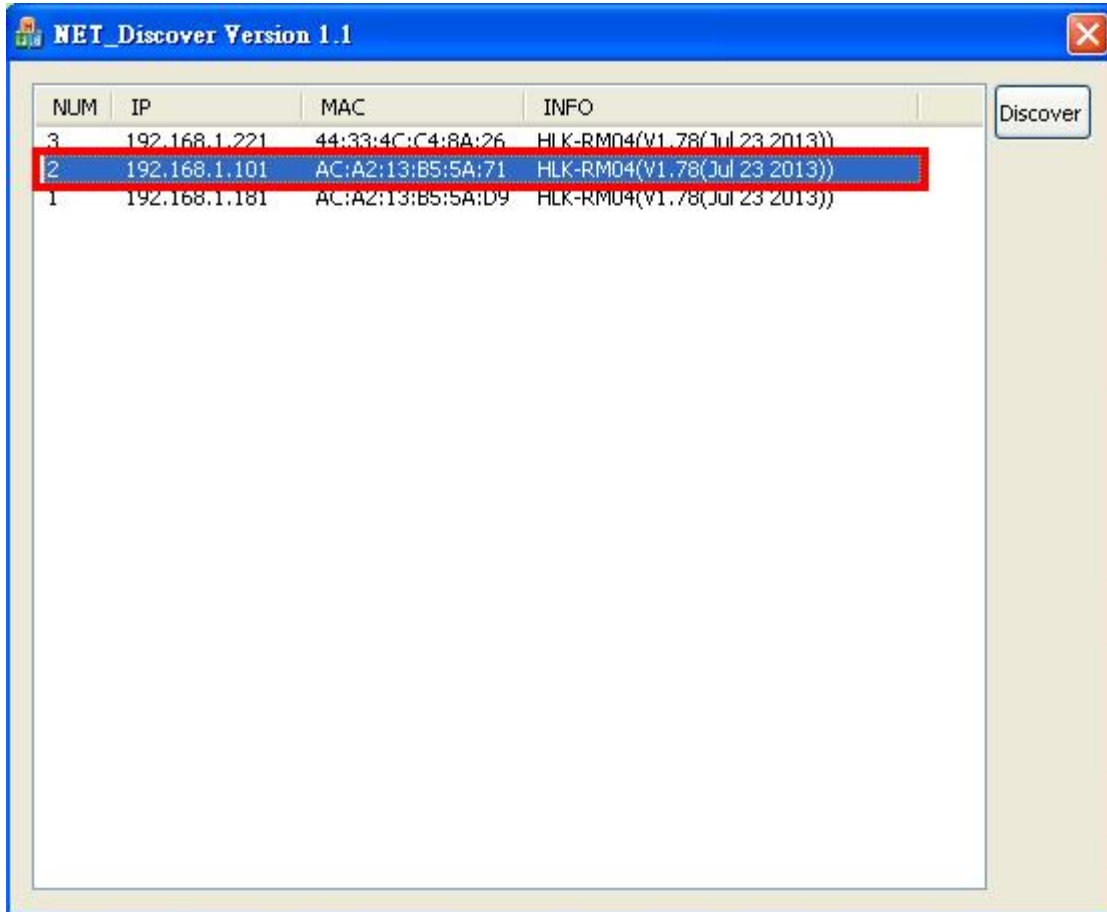 NET_Discover Version 1.1
NUM IP MAC INFO
Discover
3 192.168.1.221 44:33:4C:C4:8A:26 HLK-RM04(V1.78(Jul 23 2013))
2 192.168.1.101 AC:A2:13:B5:5A:71 HLK-RM04(V1.78(Jul 23 2013))
1 192.168.1.181 AC:A2:13:B5:5A:D9 HLK-RM04(V1.78(Jul 23 2013))